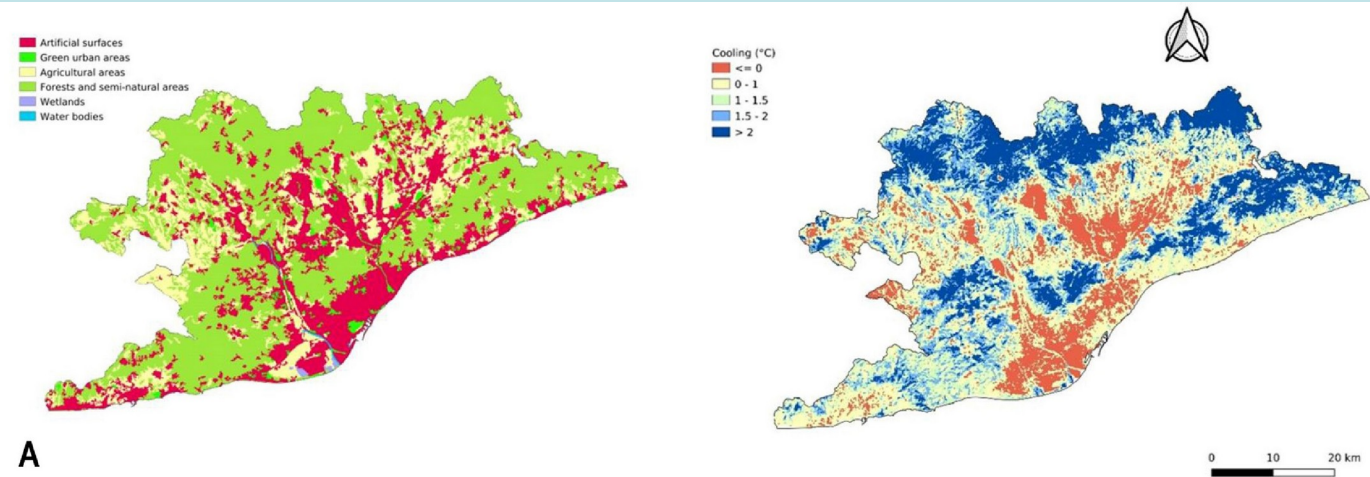 Artificial surfaces
Green urban areas
Agricultural areas
Forests and semi-natural areas
Wetlands
Water bodies
Cooling (°C)
<= 0
0 - 1
1 - 1.5
1.5 - 2
> 2
A
0 10 20 km